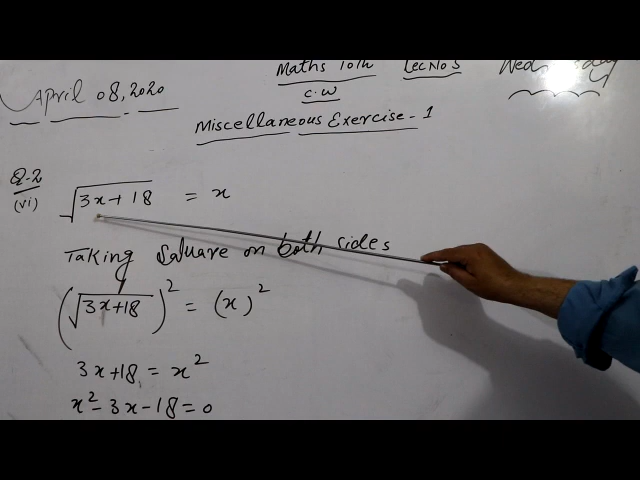 Maths 10th Lec No 5
April 08, 2020
C.W
Miscellaneous Exercise - 1
Q.2
(vi) √3x+18 = x
Taking Square on both sides
(√3x+18)² = (x)²
3x+18 = x²
x² - 3x - 18 = 0